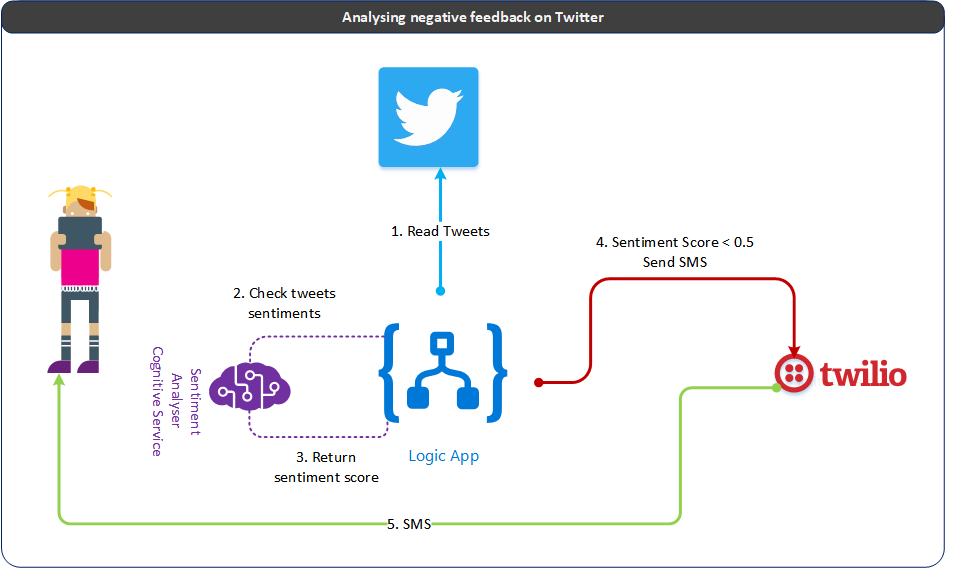 Analysing negative feedback on Twitter
1. Read Tweets
4. Sentiment Score < 0.5
Send SMS
2. Check tweets
sentiments
Sentiment
Analyser
Cognitive Service
twilio
Logic App
3. Return
sentiment score
5. SMS